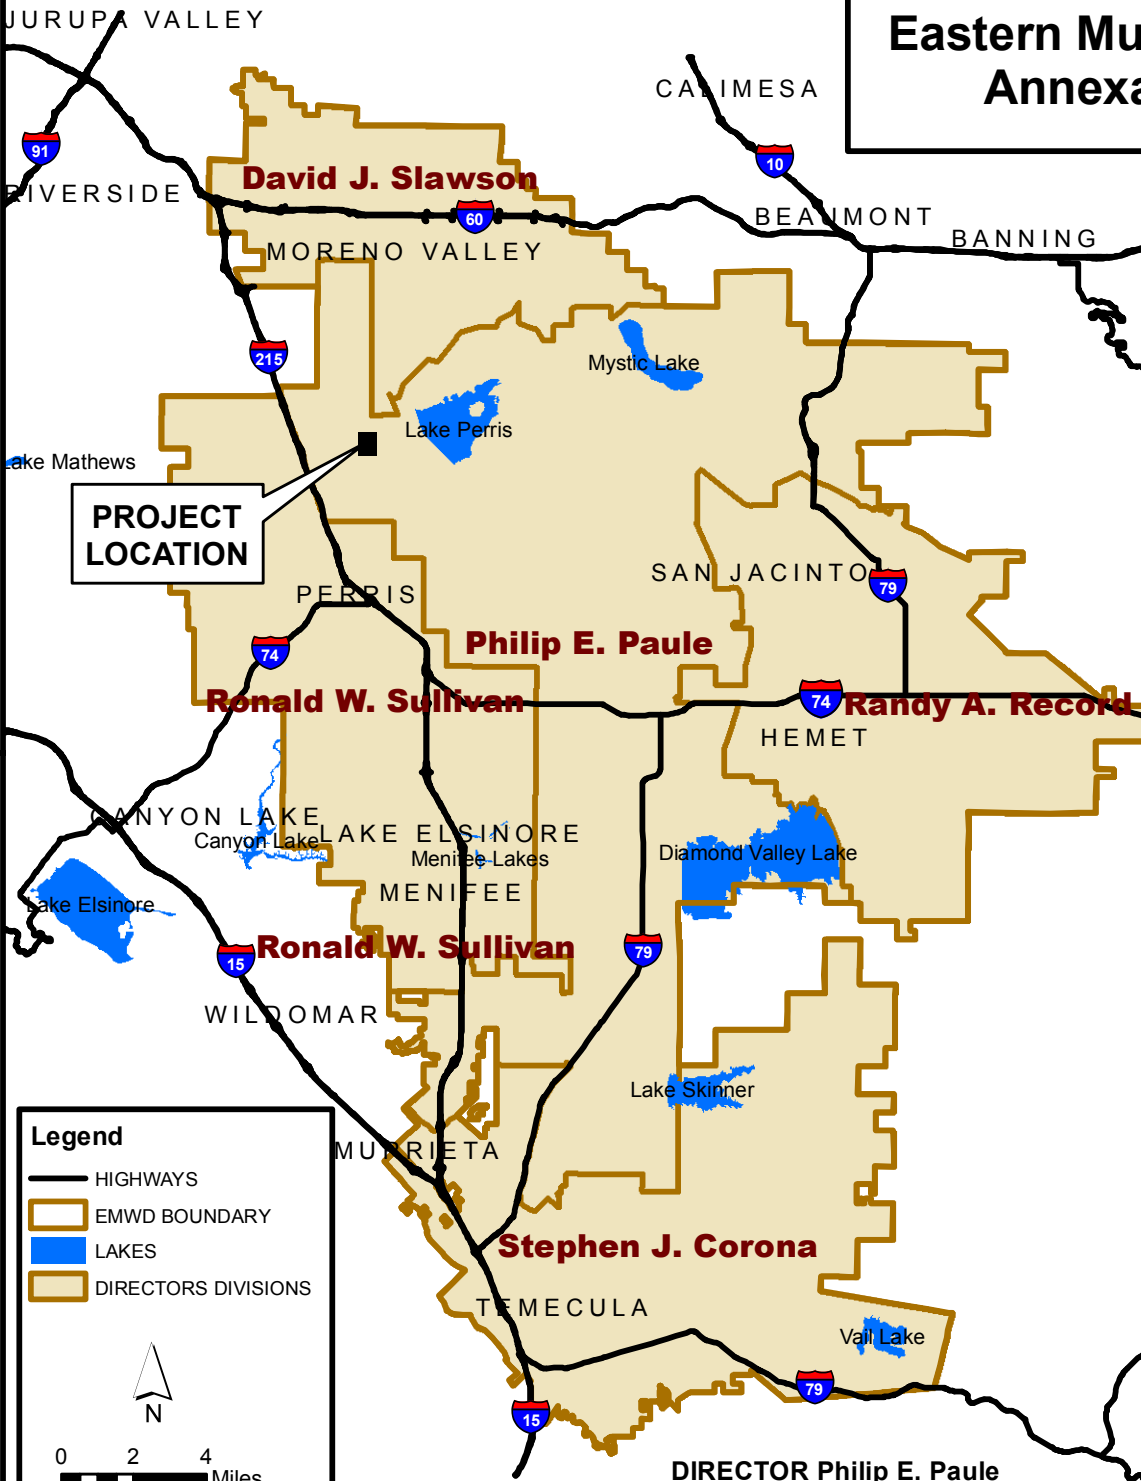 JURUPA VALLEY
Eastern Mu
Annexa
CALIMESA
91
10
David J. Slawson
RIVERSIDE
60
BEAUMONT
BANNING
MORENO VALLEY
215
Mystic Lake
Lake Perris
Lake Mathews
PROJECT
LOCATION
SAN JACINTO
79
PERRIS
Philip E. Paule
74
Ronald W. Sullivan
74
Randy A. Record
HEMET
CANYON LAKE
LAKE ELSINORE
Canyon Lake
Menifee Lakes
Diamond Valley Lake
MENIFEE
Lake Elsinore
Ronald W. Sullivan
79
15
WILDOMAR
Lake Skinner
MURRIETA
Stephen J. Corona
TEMECULA
Vail Lake
79
15
Legend
HIGHWAYS
EMWD BOUNDARY
LAKES
DIRECTORS DIVISIONS
N
0 2 4
Miles
DIRECTOR Philip E. Paule